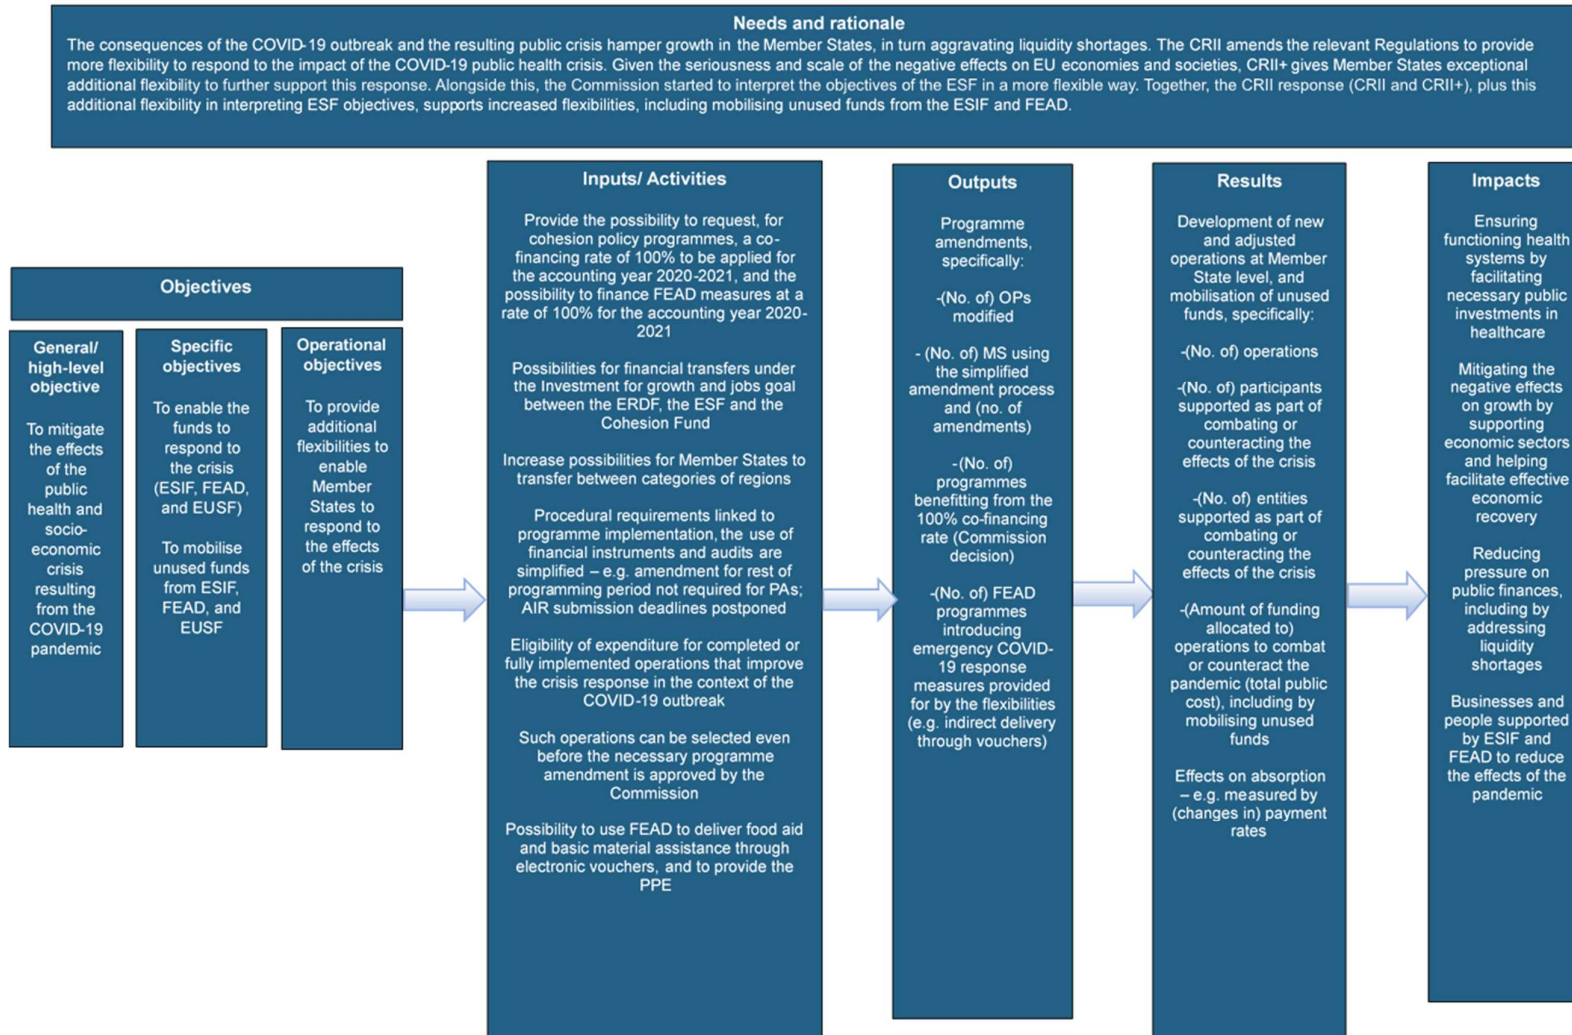 Needs and rationale
The consequences of the COVID-19 outbreak and the resulting public crisis hamper growth in the Member States, in turn aggravating liquidity shortages. The CRII amends the relevant Regulations to provide
more flexibility to respond to the impact of the COVID-19 public health crisis. Given the seriousness and scale of the negative effects on EU economies and societies, CRII+ gives Member States exceptional
additional flexibility to further support this response. Alongside this, the Commission started to interpret the objectives of the ESF in a more flexible way. Together, the CRII response (CRII and CRII+), plus this
additional flexibility in interpreting ESF objectives, supports increased flexibilities, including mobilising unused funds from the ESIF and FEAD.
Objectives
General/
high-level
objective
To mitigate
the effects
of the
public
health and
socio-
economic
crisis
resulting
from the
COVID-19
pandemic
Specific
objectives
To enable the
funds to
respond to
the crisis
(ESIF, FEAD,
and EUSF)
To mobilise
unused funds
from ESIF,
FEAD, and
EUSF
Operational
objectives
To provide
additional
flexibilities to
enable
Member
States to
respond to
the effects
of the crisis
Inputs/ Activities
Provide the possibility to request, for
cohesion policy programmes, a co-
financing rate of 100% to be applied for
the accounting year 2020-2021, and the
possibility to finance FEAD measures at a
rate of 100% for the accounting year 2020-
2021
Possibilities for financial transfers under
the Investment for growth and jobs goal
between the ERDF, the ESF and the
Cohesion Fund
Increase possibilities for Member States to
transfer between categories of regions
Procedural requirements linked to
programme implementation, the use of
financial instruments and audits are
simplified – e.g. amendment for rest of
programming period not required for PAs;
AIR submission deadlines postponed
Eligibility of expenditure for completed or
fully implemented operations that improve
the crisis response in the context of the
COVID-19 outbreak
Such operations can be selected even
before the necessary programme
amendment is approved by the
Commission
Possibility to use FEAD to deliver food aid
and basic material assistance through
electronic vouchers, and to provide the
PPE
Outputs
Programme
amendments,
specifically:
-(No. of) OPs
modified
- (No. of) MS using
the simplified
amendment process
and (no. of
amendments)
-(No. of)
programmes
benefitting from the
100% co-financing
rate (Commission
decision)
-(No. of) FEAD
programmes
introducing
emergency COVID-
19 response
measures provided
for by the flexibilities
(e.g. indirect delivery
through vouchers)
Results
Development of new
and adjusted
operations at Member
State level, and
mobilisation of unused
funds, specifically:
-(No. of) operations
-(No. of) participants
supported as part of
combating or
counteracting the
effects of the crisis
-(No. of) entities
supported as part of
combating or
counteracting the
effects of the crisis
-(Amount of funding
allocated to)
operations to combat
or counteract the
pandemic (total public
cost), including by
mobilising unused
funds
Effects on absorption
– e.g. measured by
(changes in) payment
rates
Impacts
Ensuring
functioning health
systems by
facilitating
necessary public
investments in
healthcare
Mitigating the
negative effects
on growth by
supporting
economic sectors
and helping
facilitate effective
economic
recovery
Reducing
pressure on
public finances,
including by
addressing
liquidity
shortages
Businesses and
people supported
by ESIF and
FEAD to reduce
the effects of the
pandemic